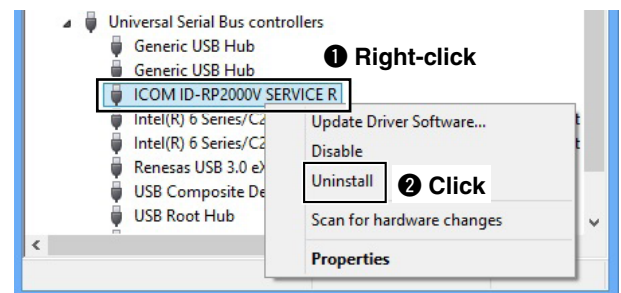 Universal Serial Bus controllers
Generic USB Hub
❶ Right-click
Generic USB Hub
ICOM ID-RP2000V SERVICE R
Intel(R) 6 Series/C2
Update Driver Software...
Intel(R) 6 Series/C2
Disable
Renesas USB 3.0 eX
Uninstall
❷ Click
USB Composite De
USB Root Hub
Scan for hardware changes
Properties